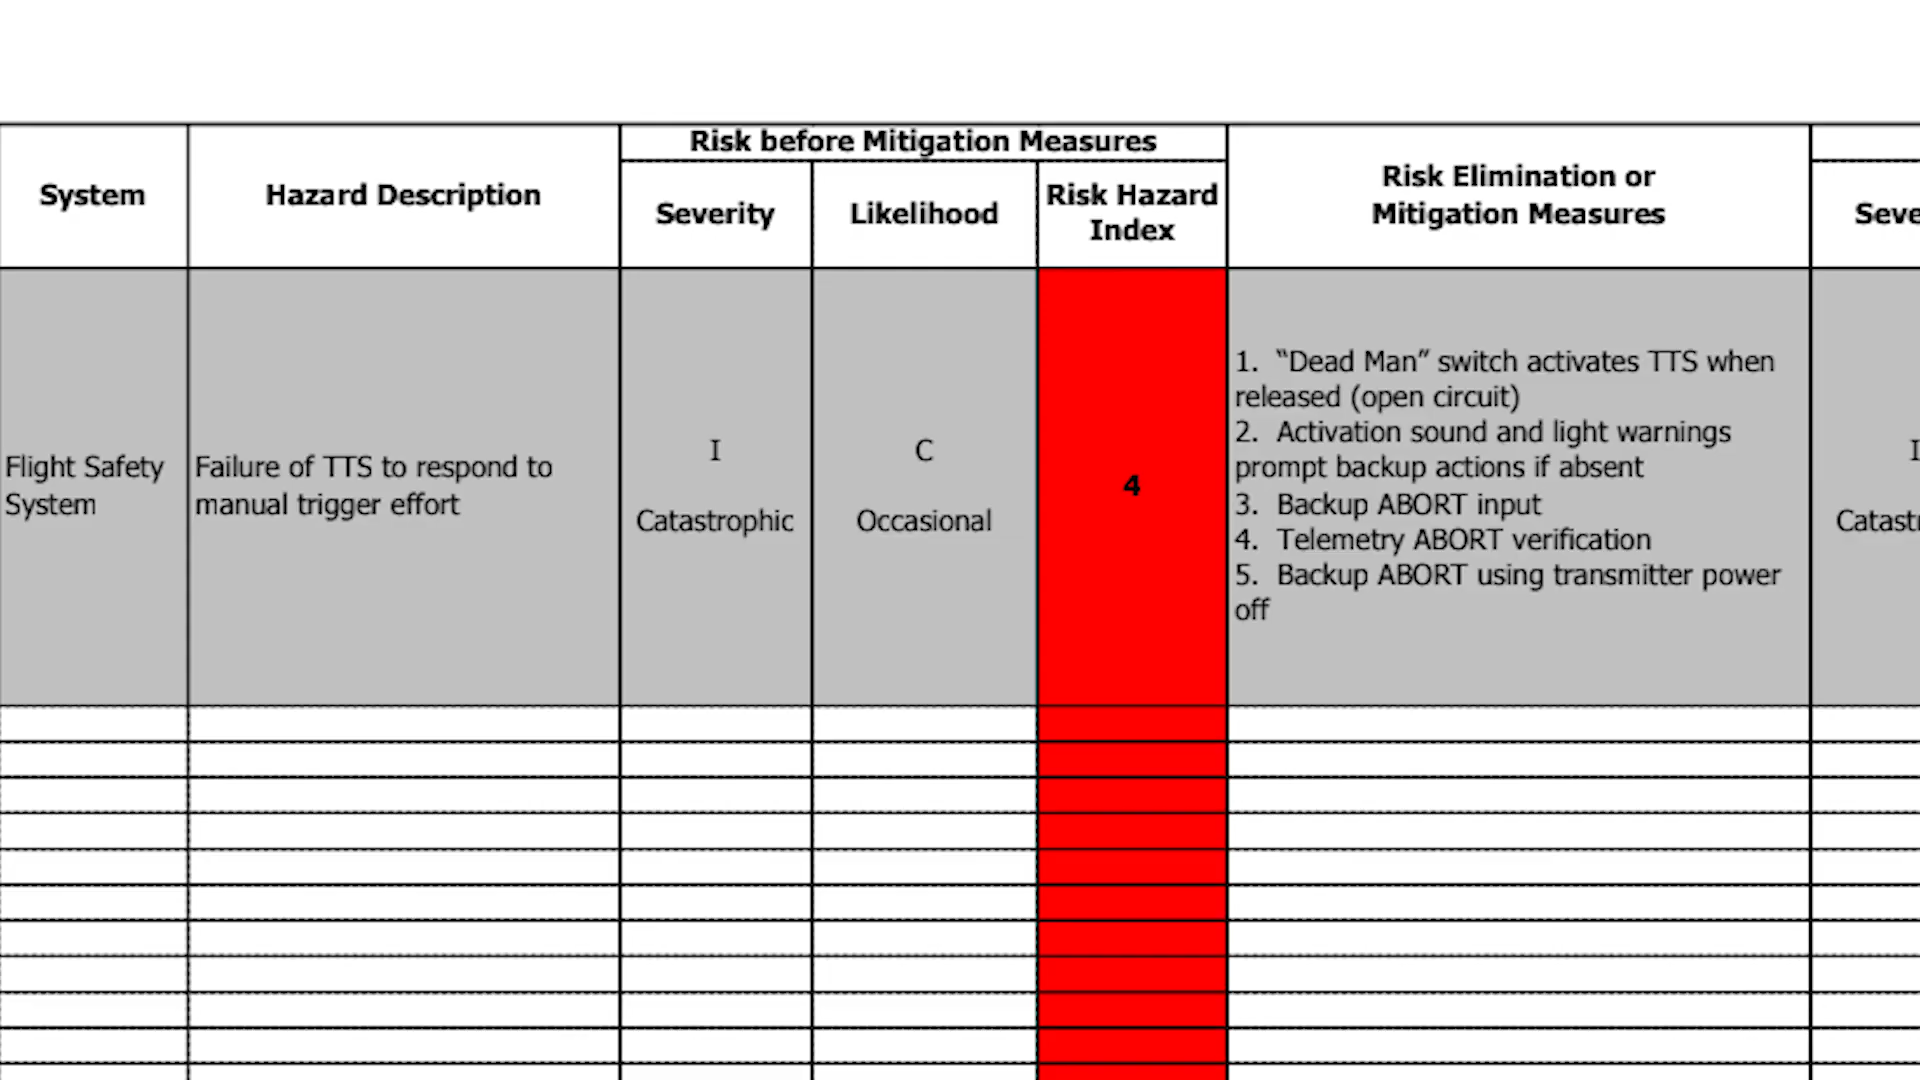 Risk before Mitigation Measures
System
Hazard Description
Severity
Likelihood
Risk Hazard
Index
Risk Elimination or
Mitigation Measures
Flight Safety
System
Failure of TTS to respond to
manual trigger effort
I
Catastrophic
C
Occasional
4
1. “Dead Man” switch activates TTS when
released (open circuit)
2. Activation sound and light warnings
prompt backup actions if absent
3. Backup ABORT input
4. Telemetry ABORT verification
5. Backup ABORT using transmitter power
off